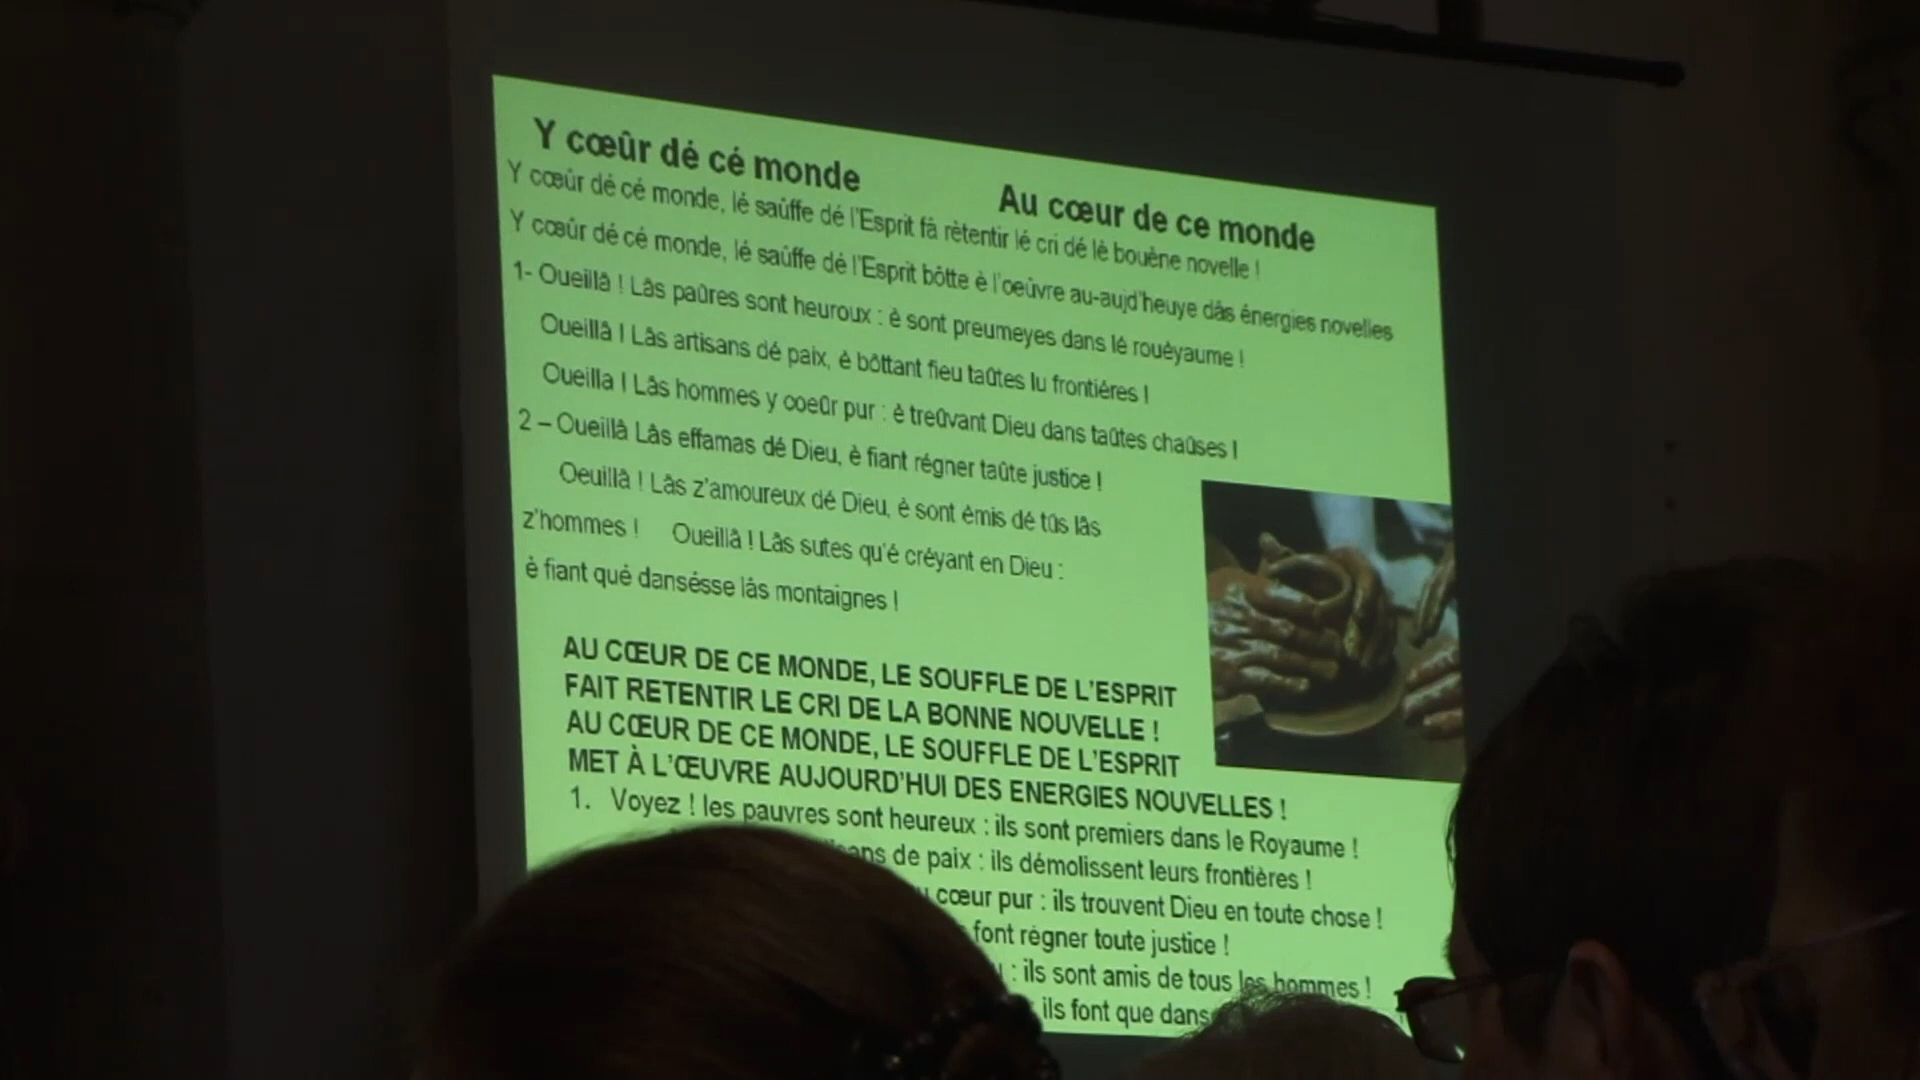 Y cœûr dé cé monde
Au cœur de ce monde
Y cœûr dé cé monde, lé saûffe dé l'Esprit fâ rètentir lé cri dé lè bouène novelle !
Y cœûr dé cé monde, lé saûffe dé l'Esprit bôtte è l'oeûvre au-aujd'heuye dâs énergies novelles
1- Oueillâ ! Lâs paûres sont heuroux : è sont preumeyes dans lé rouèyaume !
Oueillâ ! Lâs artisans dé paix, è bôttant fieu taûtes lu frontiéres !
Oueilla ! Lâs hommes y coeûr pur : è treûvant Dieu dans taûtes chaûses !
2 – Oueillâ Lâs effamas dé Dieu, è fiant régner taûte justice !
Oeuillâ ! Lâs z'amoureux dé Dieu, è sont émis dé tûs lâs
z'hommes ! Oueillâ ! Lâs sutes qu'é créyant en Dieu :
è fiant qué dansésse lâs montaignes !
AU CŒUR DE CE MONDE, LE SOUFFLE DE L'ESPRIT
FAIT RETENTIR LE CRI DE LA BONNE NOUVELLE !
AU CŒUR DE CE MONDE, LE SOUFFLE DE L'ESPRIT
MET À L'ŒUVRE AUJOURD'HUI DES ENERGIES NOUVELLES !
1. Voyez ! les pauvres sont heureux : ils sont premiers dans le Royaume !
de paix : ils démolissent leurs frontières !
cœur pur : ils trouvent Dieu en toute chose !
font règner toute justice !
: ils sont amis de tous les hommes !
ils font que